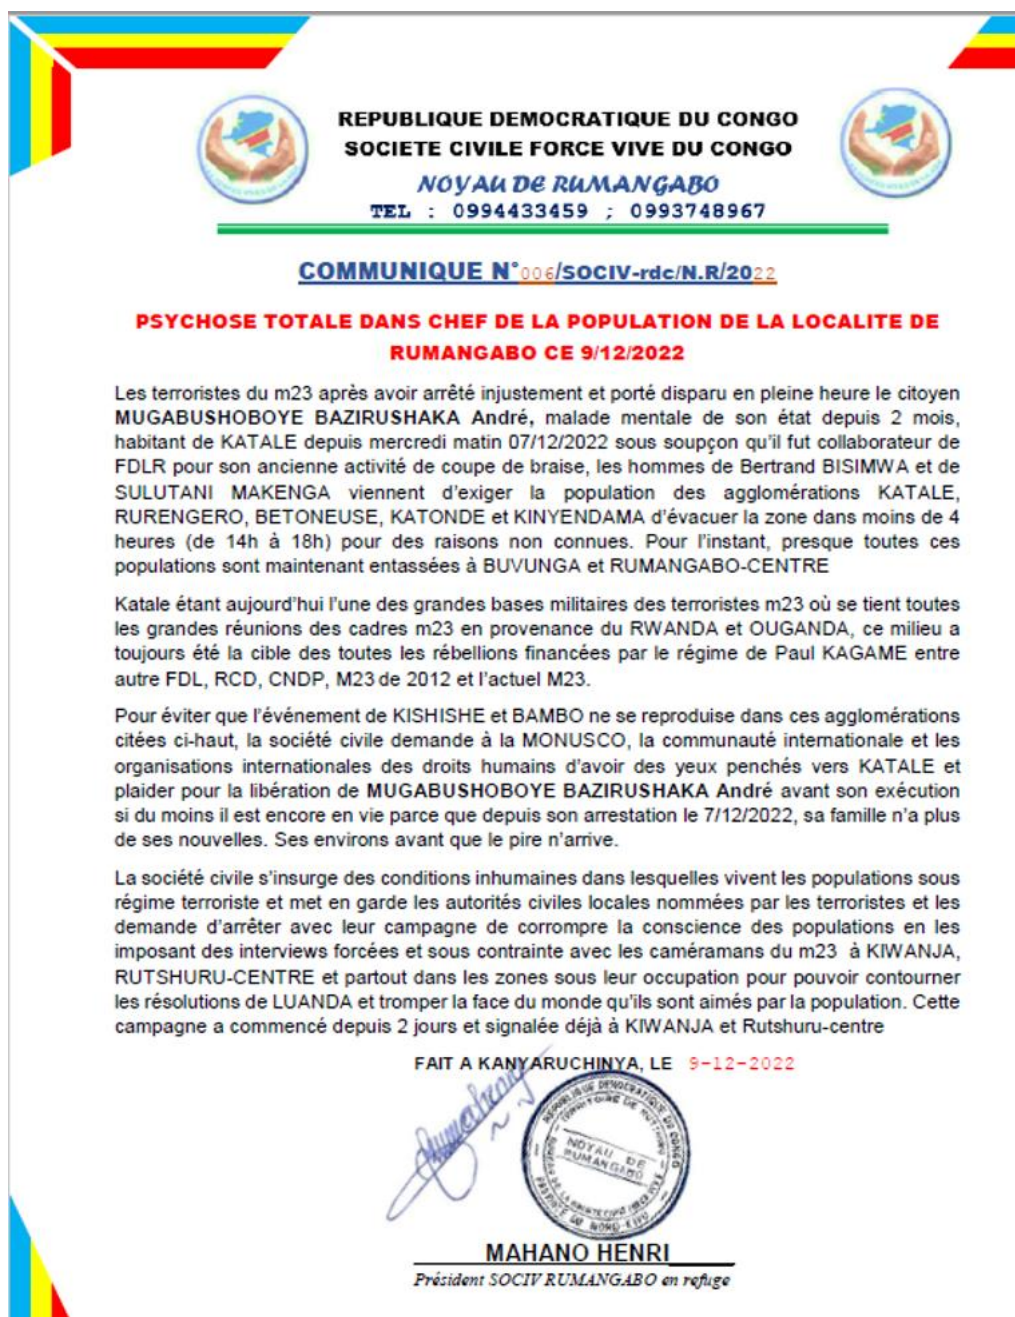 REPUBLIQUE DEMOCRATIQUE DU CONGO
SOCIETE CIVILE FORCE VIVE DU CONGO
NOYAU DE RUMANGABO
TEL : 0994433459 ; 0993748967
COMMUNIQUE N°006/SOCIV-rdc/N.R/2022
PSYCHOSE TOTALE DANS CHEF DE LA POPULATION DE LA LOCALITE DE
RUMANGABO CE 9/12/2022
Les terroristes du m23 après avoir arrêté injustement et porté disparu en pleine heure le citoyen
MUGABUSHOBOYE BAZIRUSHAKA André, malade mentale de son état depuis 2 mois,
habitant de KATALE depuis mercredi matin 07/12/2022 sous soupçon qu'il fut collaborateur de
FDLR pour son ancienne activité de coupe de braise, les hommes de Bertrand BISIMWA et de
SULUTANI MAKENGA viennent d'exiger la population des agglomérations KATALE,
RURENGERO, BETONEUSE, KATONDE et KINYENDAMA d'évacuer la zone dans moins de 4
heures (de 14h à 18h) pour des raisons non connues. Pour l'instant, presque toutes ces
populations sont maintenant entassées à BUVUNGA et RUMANGABO-CENTRE
Katale étant aujourd'hui l'une des grandes bases militaires des terroristes m23 où se tient toutes
les grandes réunions des cadres m23 en provenance du RWANDA et OUGANDA, ce milieu a
toujours été la cible des toutes les rébellions financées par le régime de Paul KAGAME entre
autre FDL, RCD, CNDP, M23 de 2012 et l'actuel M23.
Pour éviter que l'événement de KISHISHE et BAMBO ne se reproduise dans ces agglomérations
citées ci-haut, la société civile demande à la MONUSCO, la communauté internationale et les
organisations internationales des droits humains d'avoir des yeux penchés vers KATALE et
plaider pour la libération de MUGABUSHOBOYE BAZIRUSHAKA André avant son exécution
si du moins il est encore en vie parce que depuis son arrestation le 7/12/2022, sa famille n'a plus
de ses nouvelles. Ses environs avant que le pire n'arrive.
La société civile s'insurge des conditions inhumaines dans lesquelles vivent les populations sous
régime terroriste et met en garde les autorités civiles locales nommées par les terroristes et les
demande d'arrêter avec leur campagne de corrompre la conscience des populations en les
imposant des interviews forcées et sous contrainte avec les caméramans du m23 à KIWANJA,
RUTSHURU-CENTRE et partout dans les zones sous leur occupation pour pouvoir contourner
les résolutions de LUANDA et tromper la face du monde qu'ils sont aimés par la population. Cette
campagne a commencé depuis 2 jours et signalée déjà à KIWANJA et Rutshuru-centre
FAIT A KANYARUCHINYA, LE 9-12-2022
REPUBLIQUE DEMOCRATIQUE DU CONGO
TERRITOIRE DE RUTSHURU
NOYAU DE
RUMANGABO
PROVINCE DU NORD-KIVU
MAHANO HENRI
Président SOCIV RUMANGABO en refuge